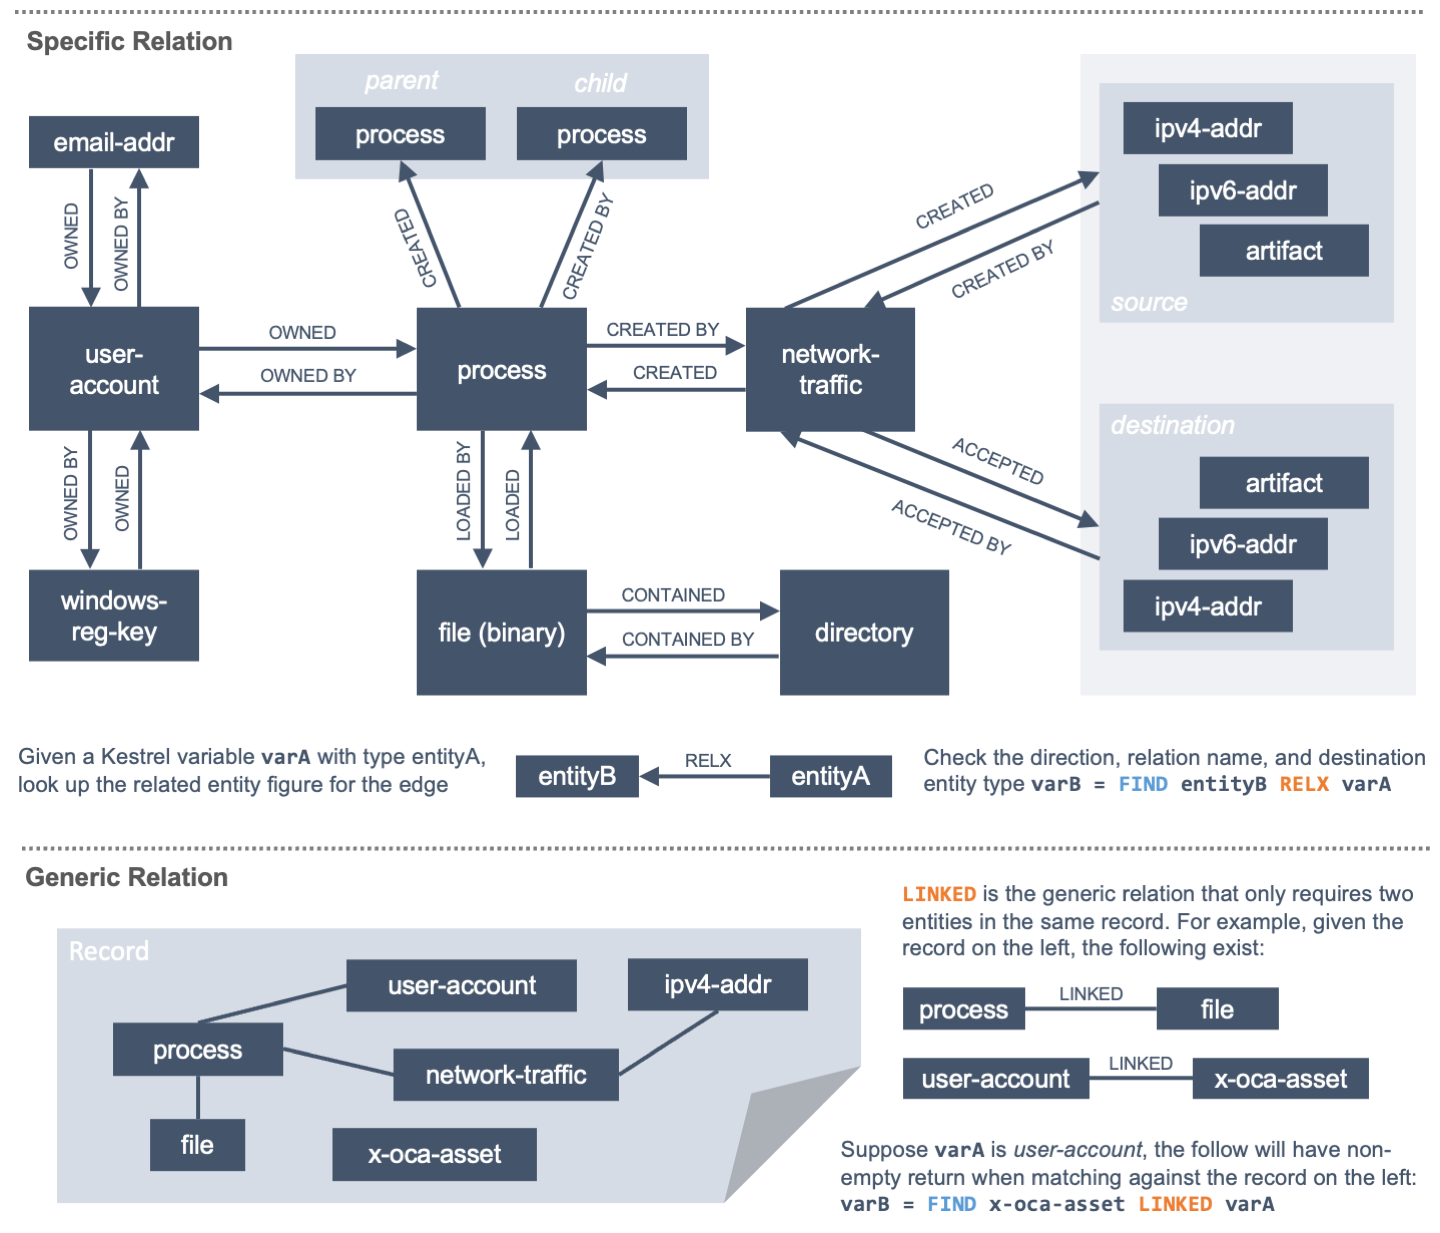 Specific Relation
parent
child
process
process
email-addr
ipv4-addr
ipv6-addr
artifact
source
OWNED
OWNED BY
CREATED
CREATED BY
CREATED
CREATED BY
user-
account
OWNED
OWNED BY
process
CREATED BY
CREATED
network-
traffic
destination
artifact
ipv6-addr
ipv4-addr
ACCEPTED
ACCEPTED BY
OWNED BY
OWNED
LOADED BY
LOADED
windows-
reg-key
file (binary)
CONTAINED
CONTAINED BY
directory
Given a Kestrel variable varA with type entityA,
look up the related entity figure for the edge
entityB
RELX
entityA
Check the direction, relation name, and destination
entity type varB = FIND entityB RELX varA
Generic Relation
Record
user-account
ipv4-addr
process
network-traffic
file
x-oca-asset
LINKED is the generic relation that only requires two
entities in the same record. For example, given the
record on the left, the following exist:
process
LINKED
file
user-account
LINKED
x-oca-asset
Suppose varA is user-account, the follow will have non-
empty return when matching against the record on the left:
varB = FIND x-oca-asset LINKED varA